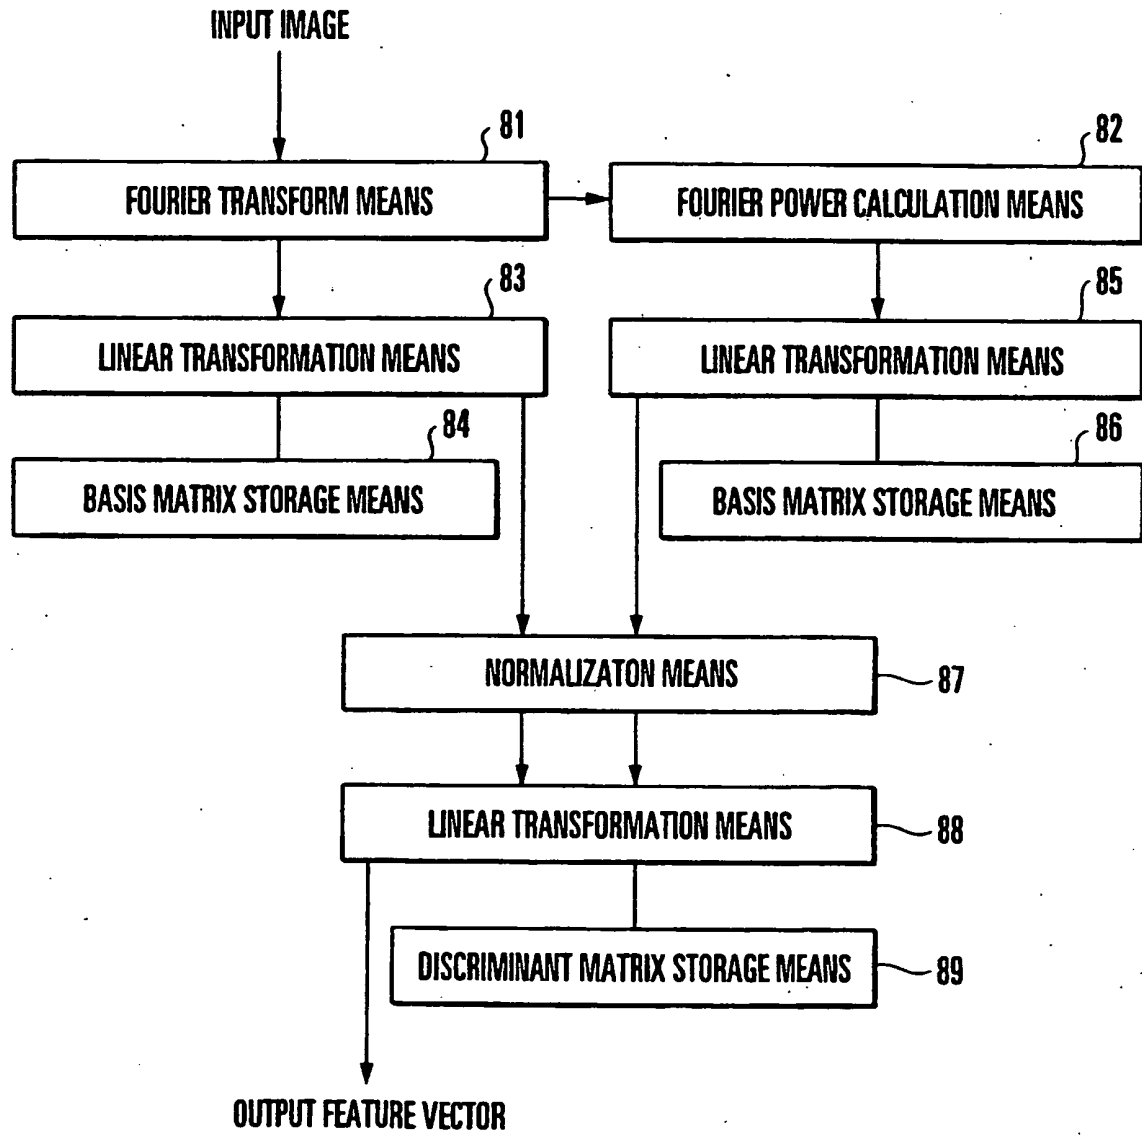 INPUT IMAGE
81
82
FOURIER TRANSFORM MEANS
FOURIER POWER CALCULATION MEANS
83
85
LINEAR TRANSFORMATION MEANS
LINEAR TRANSFORMATION MEANS
84
86
BASIS MATRIX STORAGE MEANS
BASIS MATRIX STORAGE MEANS
NORMALIZATON MEANS
87
LINEAR TRANSFORMATION MEANS
88
DISCRIMINANT MATRIX STORAGE MEANS
89
OUTPUT FEATURE VECTOR